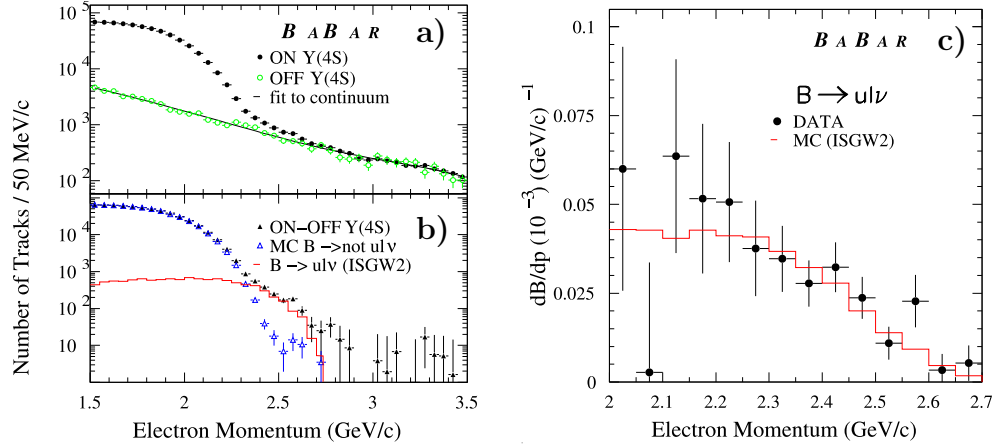 B A B A R a)
ON Υ(4S)
OFF Υ(4S)
fit to continuum
10^5
10^4
10^3
10^2
b)
ON−OFF Υ(4S)
MC B −>not ulν
B −> ulν (ISGW2)
10^4
10^3
10^2
10
Number of Tracks / 50 MeV/c
1.5 2 2.5 3 3.5
Electron Momentum (GeV/c)
B A B A R c)
B → ulν
DATA
MC (ISGW2)
0.1
0.075
0.05
0.025
0
dB/dp (10^−3) (GeV/c)^−1
2 2.1 2.2 2.3 2.4 2.5 2.6 2.7
Electron Momentum (GeV/c)